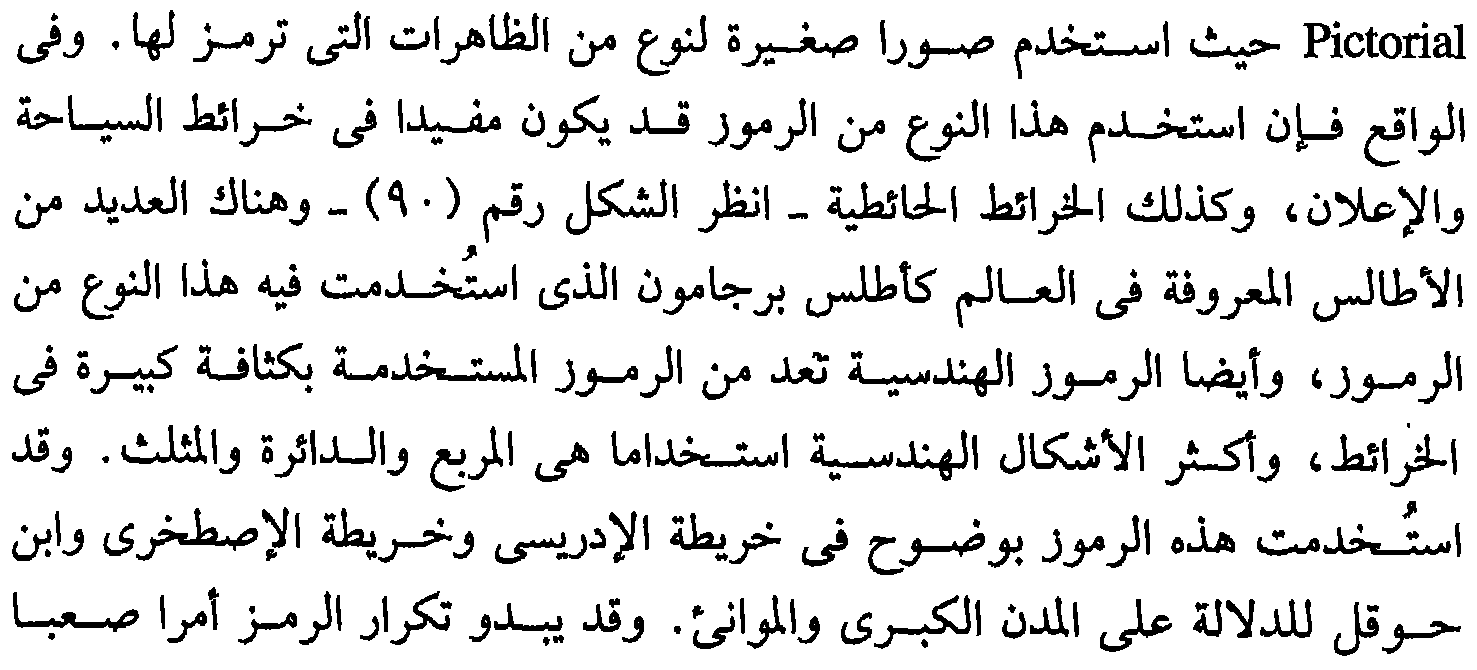 Pictorial حيث استخدم صورا صغيرة لنوع من الظاهرات التى ترمز لها. وفى
الواقع فإن استخدم هذا النوع من الرموز قد يكون مفيدا فى خرائط السياحة
والإعلان، وكذلك الخرائط الحائطية ـ انظر الشكل رقم (٩٠) ـ وهناك العديد من
الأطالس المعروفة فى العالم كأطلس برجامون الذى استُخدمت فيه هذا النوع من
الرموز، وأيضا الرموز الهندسية تعد من الرموز المستخدمة بكثافة كبيرة فى
الخرائط، وأكثر الأشكال الهندسية استخداما هى المربع والدائرة والمثلث. وقد
استُخدمت هذه الرموز بوضوح فى خريطة الإدريسى وخريطة الإصطخرى وابن
حوقل للدلالة على المدن الكبرى والموانئ. وقد يبدو تكرار الرمز أمرا صعبا